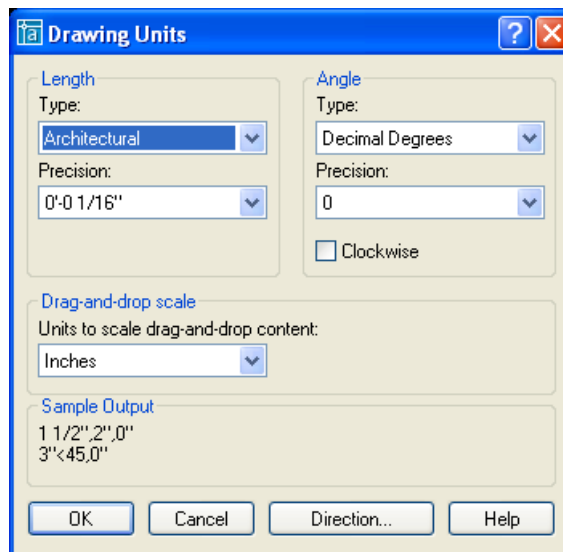 Drawing Units
Length
Type:
Architectural
Precision:
0'-0 1/16"
Angle
Type:
Decimal Degrees
Precision:
0
Clockwise
Drag-and-drop scale
Units to scale drag-and-drop content:
Inches
Sample Output
1 1/2",2",0"
3"<45,0"
OK
Cancel
Direction...
Help